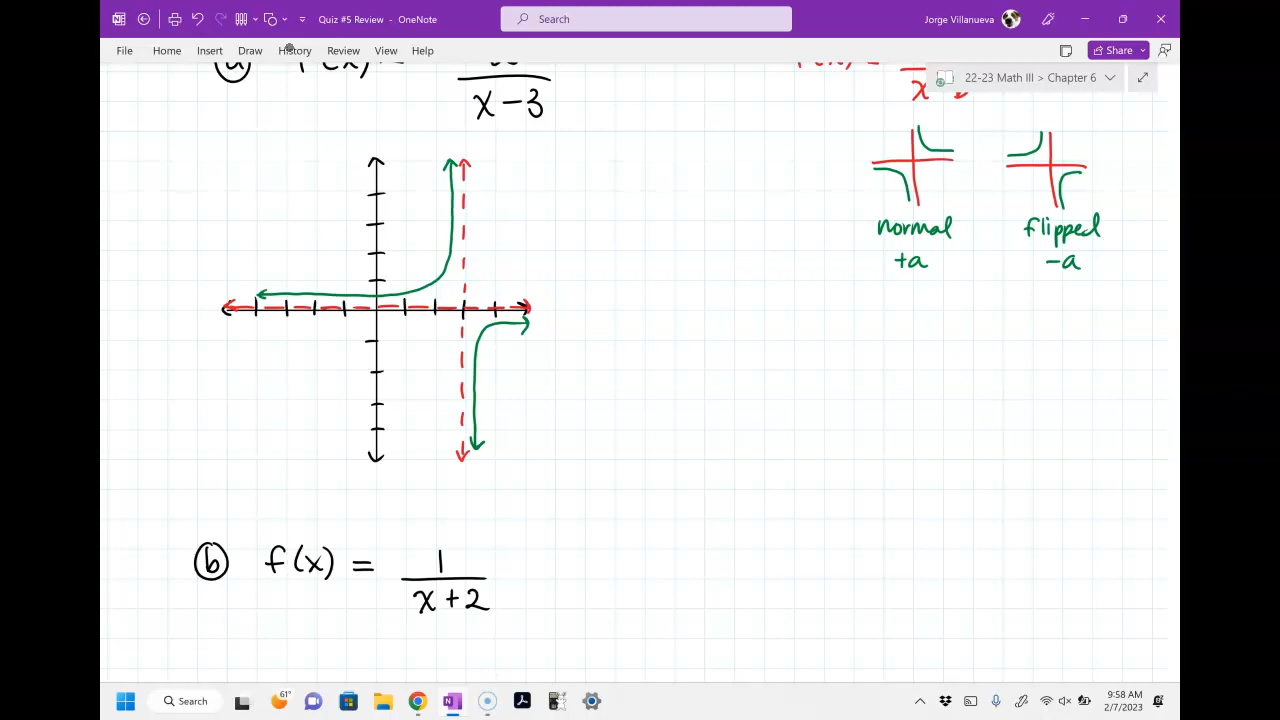 Quiz #5 Review - OneNote
Search
Jorge Villanueva
File Home Insert Draw History Review View Help
Share
22-23 Math III > Chapter 6
ⓐ f(x) =
x - 3
x
normal
+a
flipped
-a
ⓑ f(x) = 1
x + 2
61°
Search
9:58 AM
2/7/2023